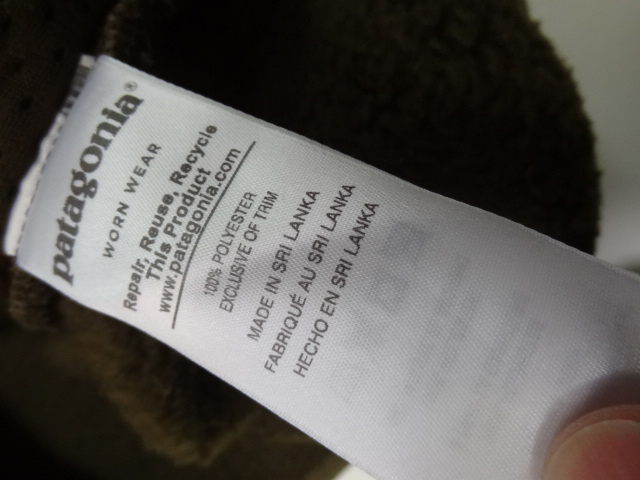 patagonia®
WORN WEAR
Repair, Reuse, Recycle
This Product
www.patagonia.com
100% POLYESTER
EXCLUSIVE OF TRIM
MADE IN SRI LANKA
FABRIQUÉ AU SRI LANKA
HECHO EN SRI LANKA